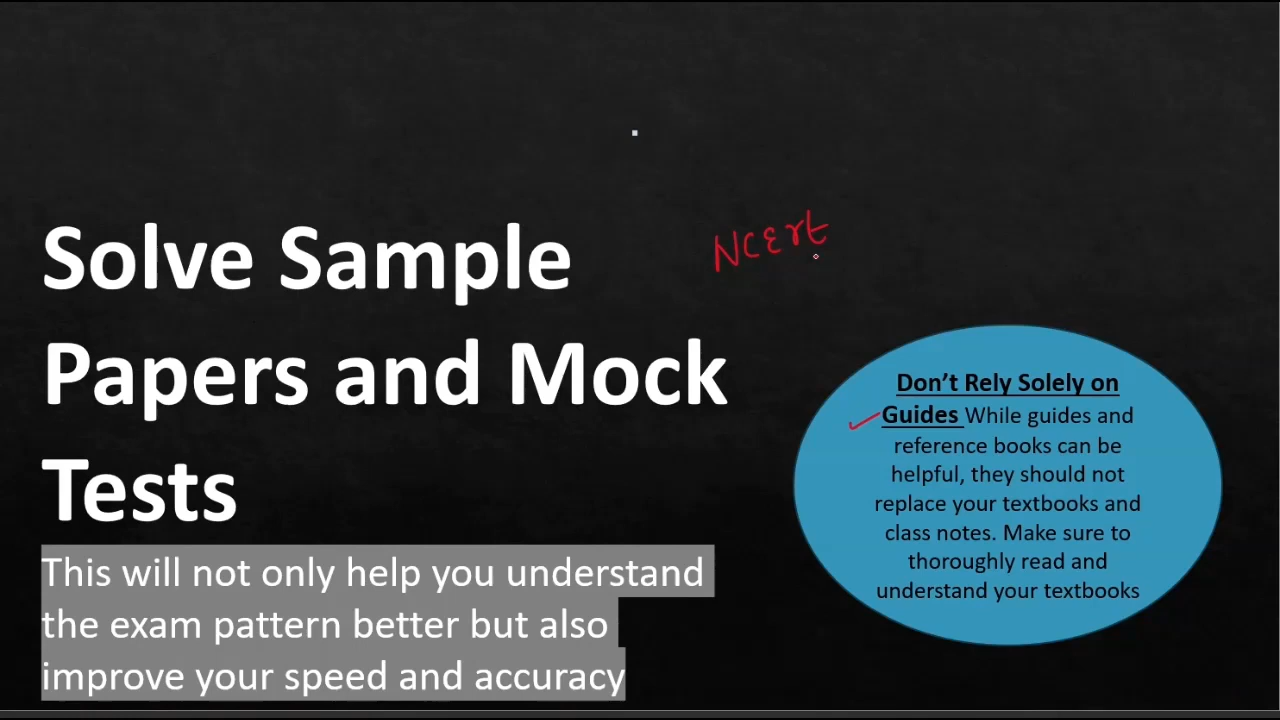 NCErt
Solve Sample
Papers and Mock
Tests
This will not only help you understand
the exam pattern better but also
improve your speed and accuracy
Don’t Rely Solely on
Guides While guides and
reference books can be
helpful, they should not
replace your textbooks and
class notes. Make sure to
thoroughly read and
understand your textbooks